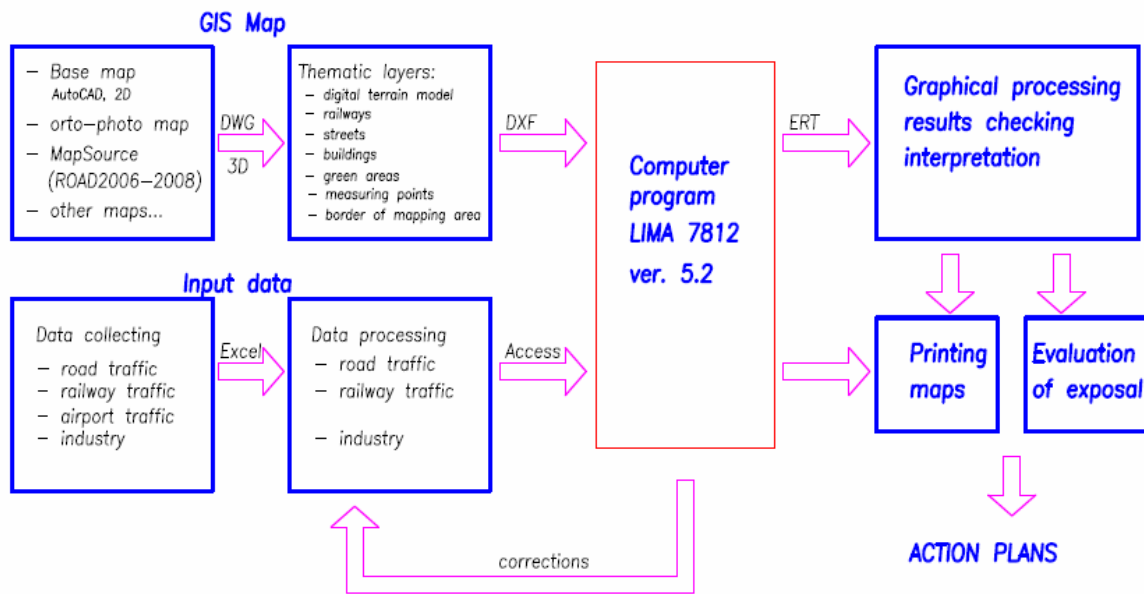 GIS Map
– Base map
AutoCAD, 2D
– orto–photo map
– MapSource
(ROAD2006–2008)
– other maps...
DWG
3D
Thematic layers:
– digital terrain model
– railways
– streets
– buildings
– green areas
– measuring points
– border of mapping area
DXF
Computer
program
LIMA 7812
ver. 5.2
ERT
Graphical processing
results checking
interpretation
Input data
Data collecting
– road traffic
– railway traffic
– airport traffic
– industry
Excel
Data processing
– road traffic
– railway traffic
– industry
Access
Printing
maps
Evaluation
of exposal
corrections
ACTION PLANS